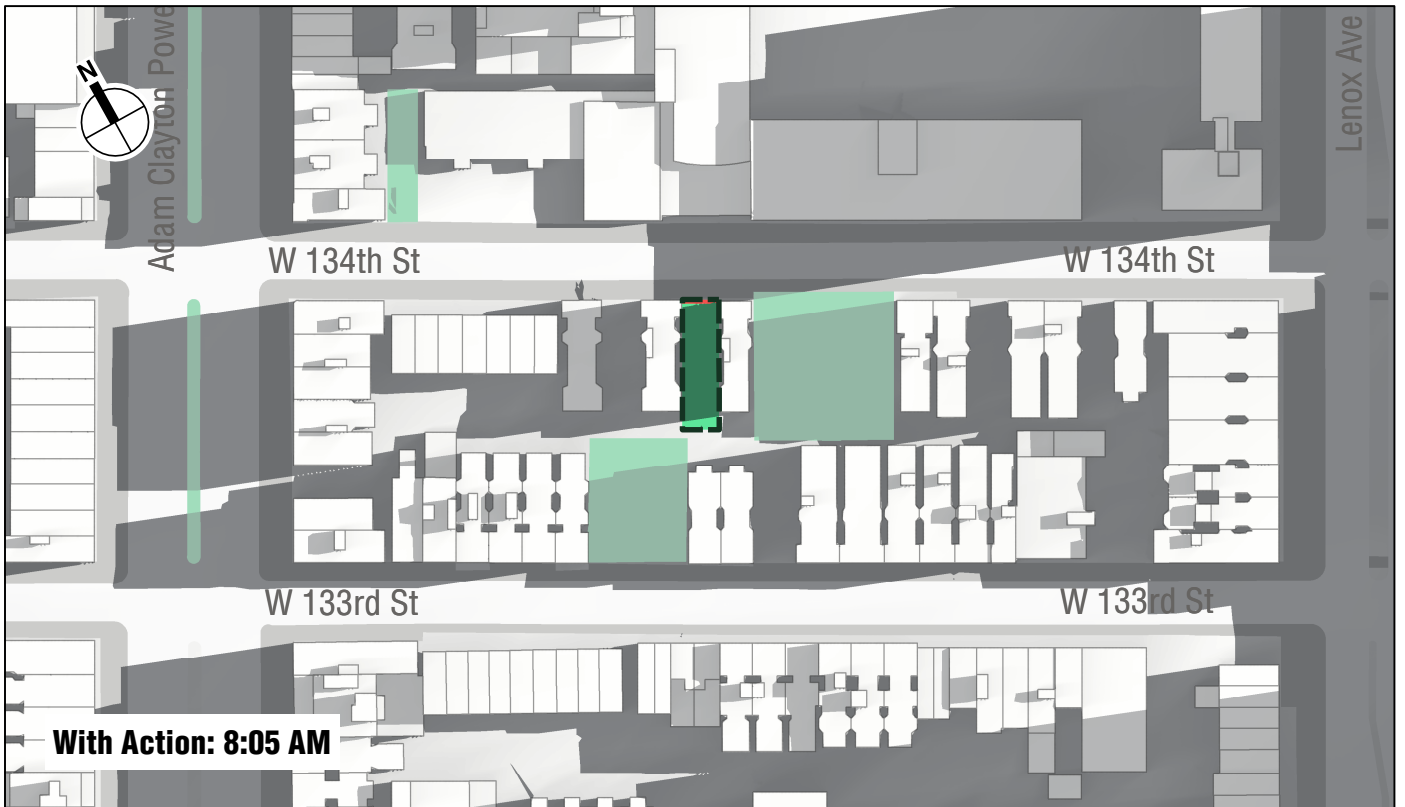 N
Adam Clayton Powe
Lenox Ave
W 134th St
W 134th St
W 133rd St
W 133rd St
With Action: 8:05 AM